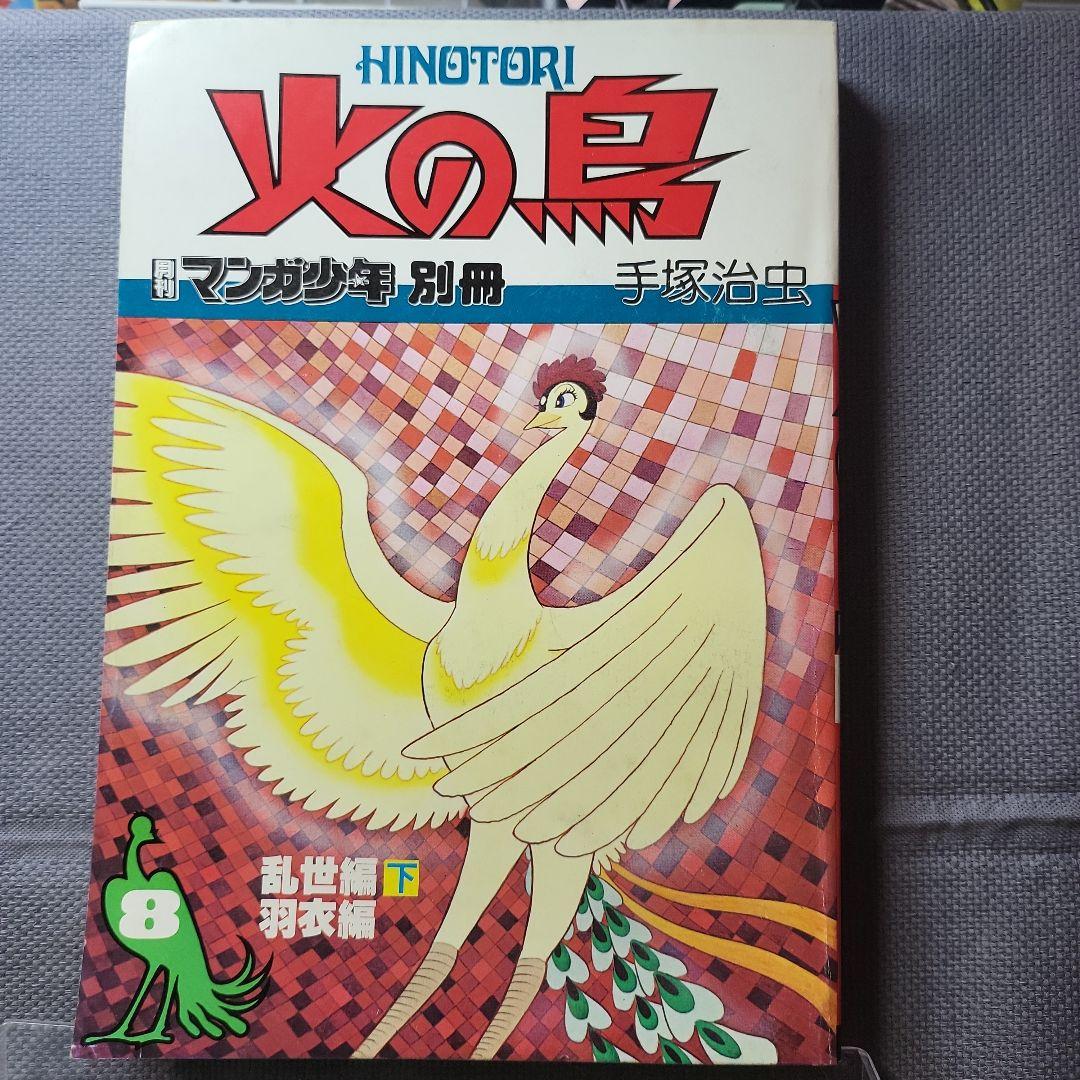 HINOTORI
火の鳥
月刊 マンガ少年 別冊 手塚治虫
乱世編 下
羽衣編
8